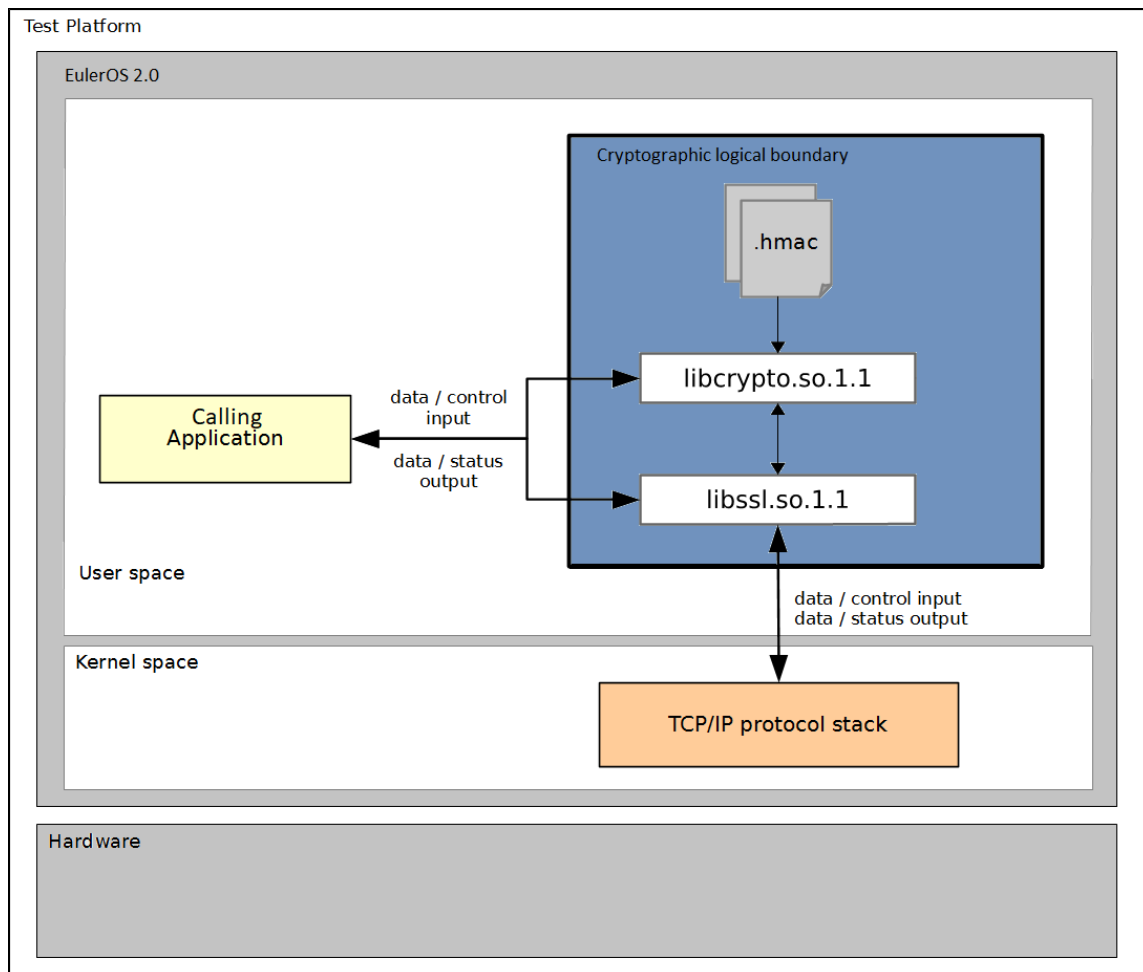 Test Platform
EulerOS 2.0
Cryptographic logical boundary
.hmac
libcrypto.so.1.1
data / control
input
Calling
Application
data / status
output
libssl.so.1.1
User space
data / control input
data / status output
Kernel space
TCP/IP protocol stack
Hardware